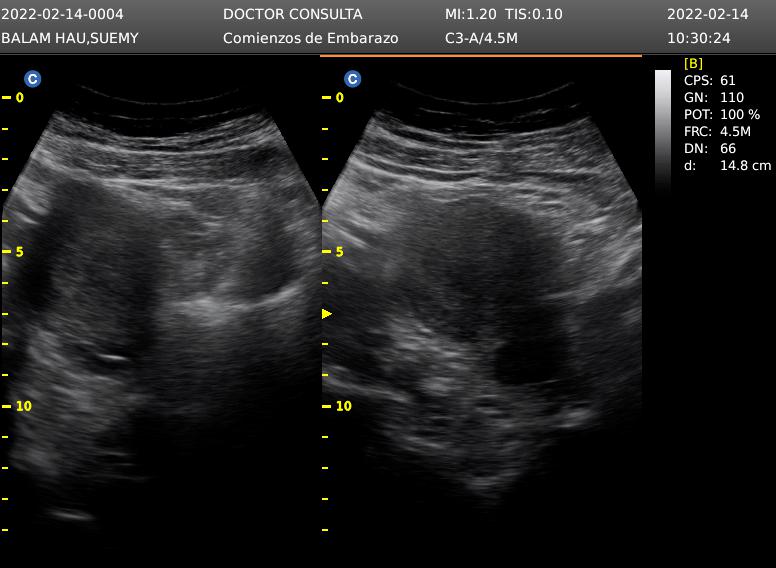 2022-02-14-0004 DOCTOR CONSULTA MI:1.20 TIS:0.10 2022-02-14
BALAM HAU,SUEMY Comienzos de Embarazo C3-A/4.5M 10:30:24
C C [B]
0 0 CPS: 61
GN: 110
POT: 100 %
FRC: 4.5M
DN: 66
d: 14.8 cm
5 5
10 10